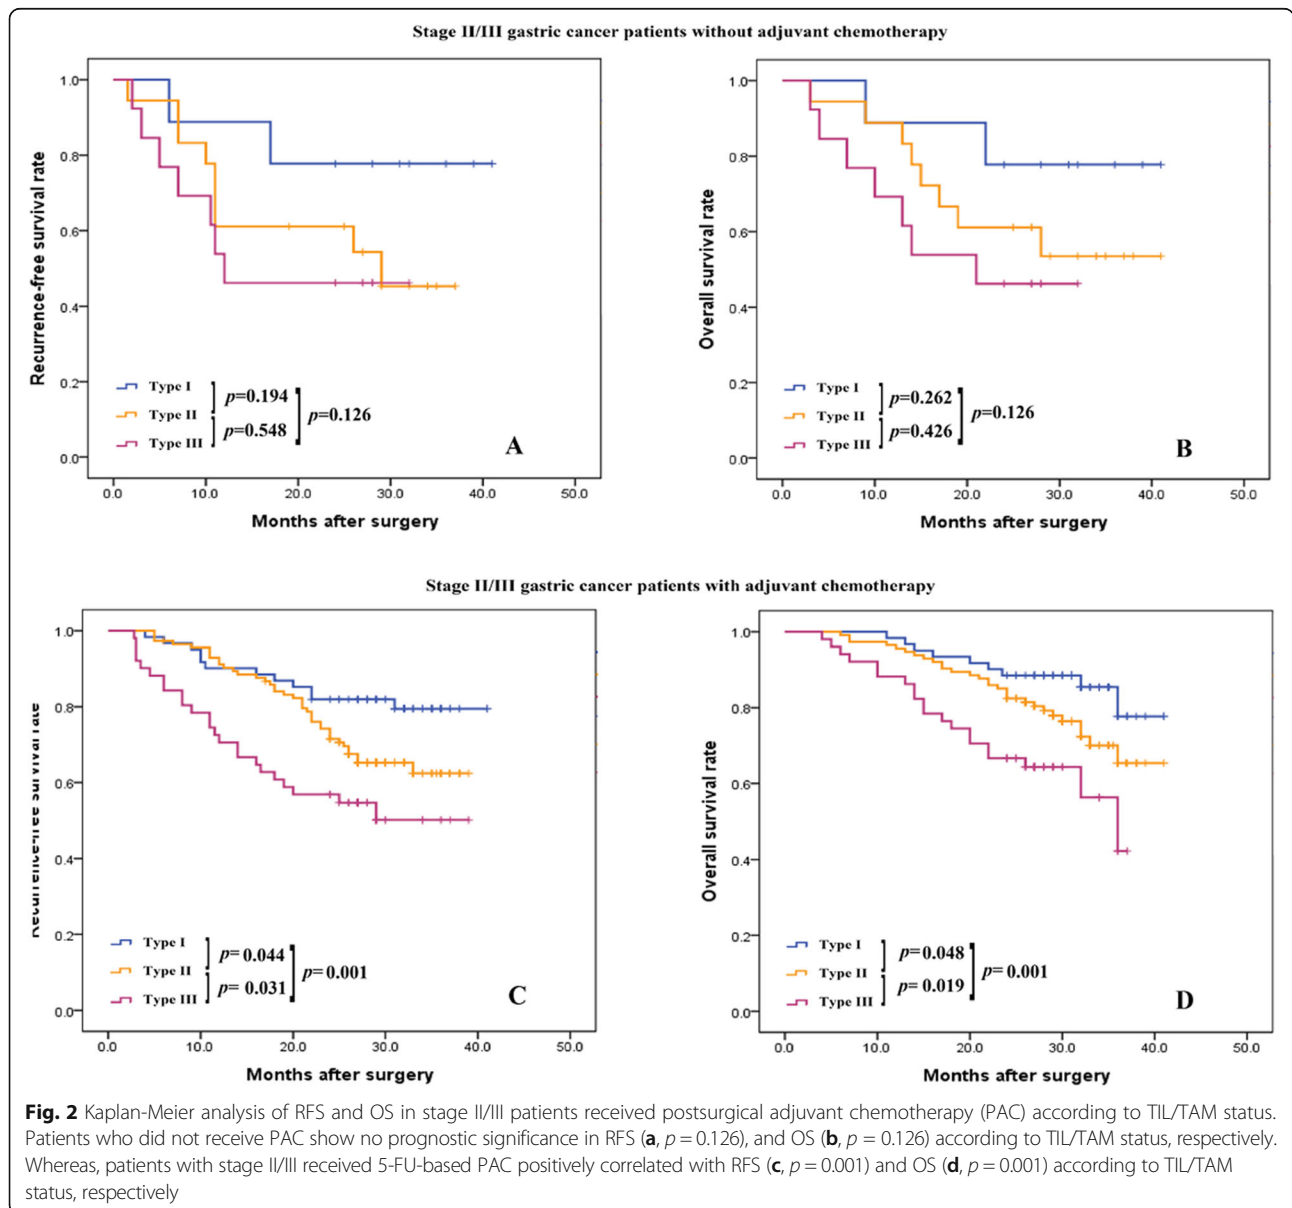 Stage II/III gastric cancer patients without adjuvant chemotherapy
Recurrence-free survival rate
1.0
0.8
0.6
0.4
0.2
0.0
Type I
Type II
Type III
p=0.194
p=0.548
p=0.126
A
0.0 10.0 20.0 30.0 40.0 50.0
Months after surgery
Overall survival rate
1.0
0.8
0.6
0.4
0.2
0.0
Type I
Type II
Type III
p=0.262
p=0.426
p=0.126
B
0.0 10.0 20.0 30.0 40.0 50.0
Months after surgery
Stage II/III gastric cancer patients with adjuvant chemotherapy
Recurrence-free survival rate
1.0
0.8
0.6
0.4
0.2
0.0
Type I
Type II
Type III
p= 0.044
p= 0.031
p= 0.001
C
0.0 10.0 20.0 30.0 40.0 50.0
Months after surgery
Overall survival rate
1.0
0.8
0.6
0.4
0.2
0.0
Type I
Type II
Type III
p= 0.048
p= 0.019
p= 0.001
D
0.0 10.0 20.0 30.0 40.0 50.0
Months after surgery
Fig. 2 Kaplan-Meier analysis of RFS and OS in stage II/III patients received postsurgical adjuvant chemotherapy (PAC) according to TIL/TAM status.
Patients who did not receive PAC show no prognostic significance in RFS (a, p = 0.126), and OS (b, p = 0.126) according to TIL/TAM status, respectively.
Whereas, patients with stage II/III received 5-FU-based PAC positively correlated with RFS (c, p = 0.001) and OS (d, p = 0.001) according to TIL/TAM
status, respectively